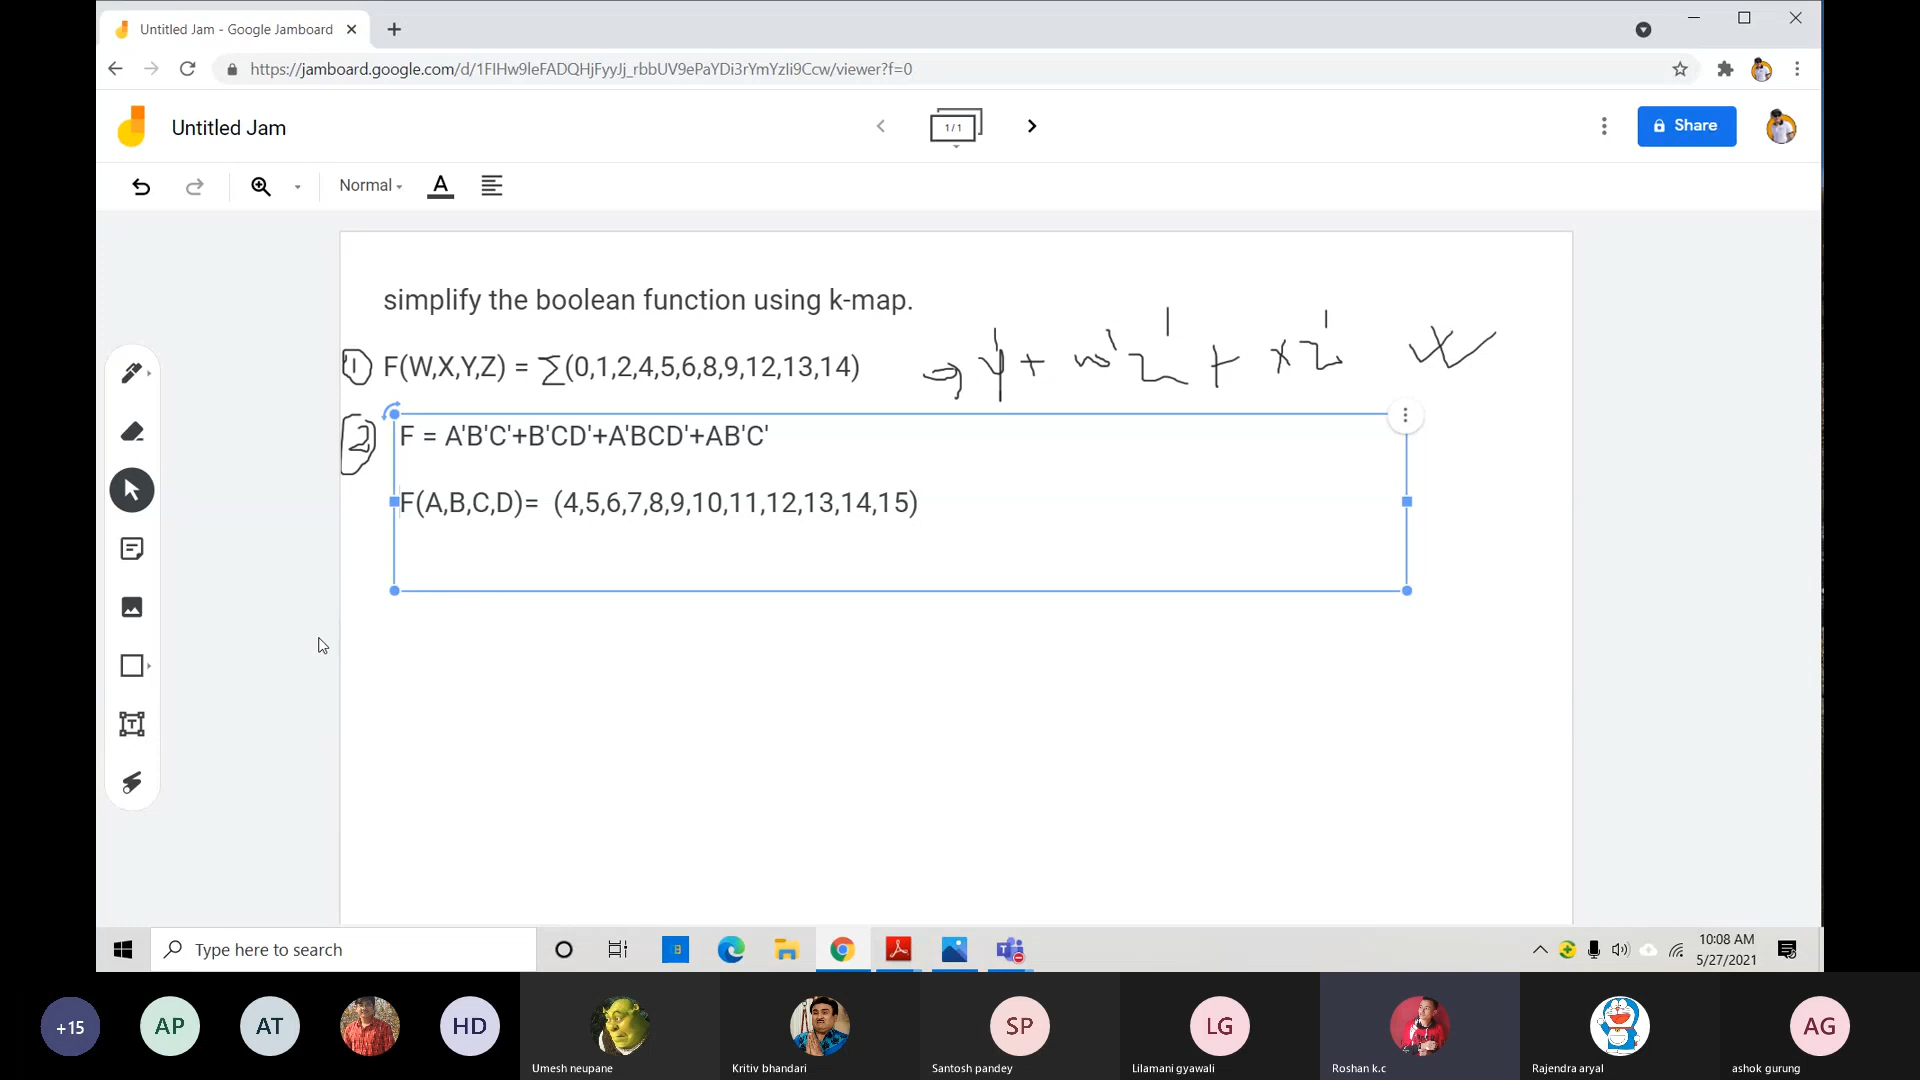 Untitled Jam - Google Jamboard
https://jamboard.google.com/d/1FIHw9leFADQHjFyyJj_rbbUV9ePaYDi3rYmYzIi9Ccw/viewer?f=0
Untitled Jam
1 / 1
Share
Normal
A
simplify the boolean function using k-map.
① F(W,X,Y,Z) = ∑(0,1,2,4,5,6,8,9,12,13,14) ⇒ y' + w'z' + xz'
② F = A'B'C'+B'CD'+A'BCD'+AB'C'
F(A,B,C,D)= (4,5,6,7,8,9,10,11,12,13,14,15)
Type here to search
10:08 AM
5/27/2021
+15
AP
AT
HD
SP
LG
AG
Umesh neupane
Kritiv bhandari
Santosh pandey
Lilamani gyawali
Roshan k.c
Rajendra aryal
ashok gurung